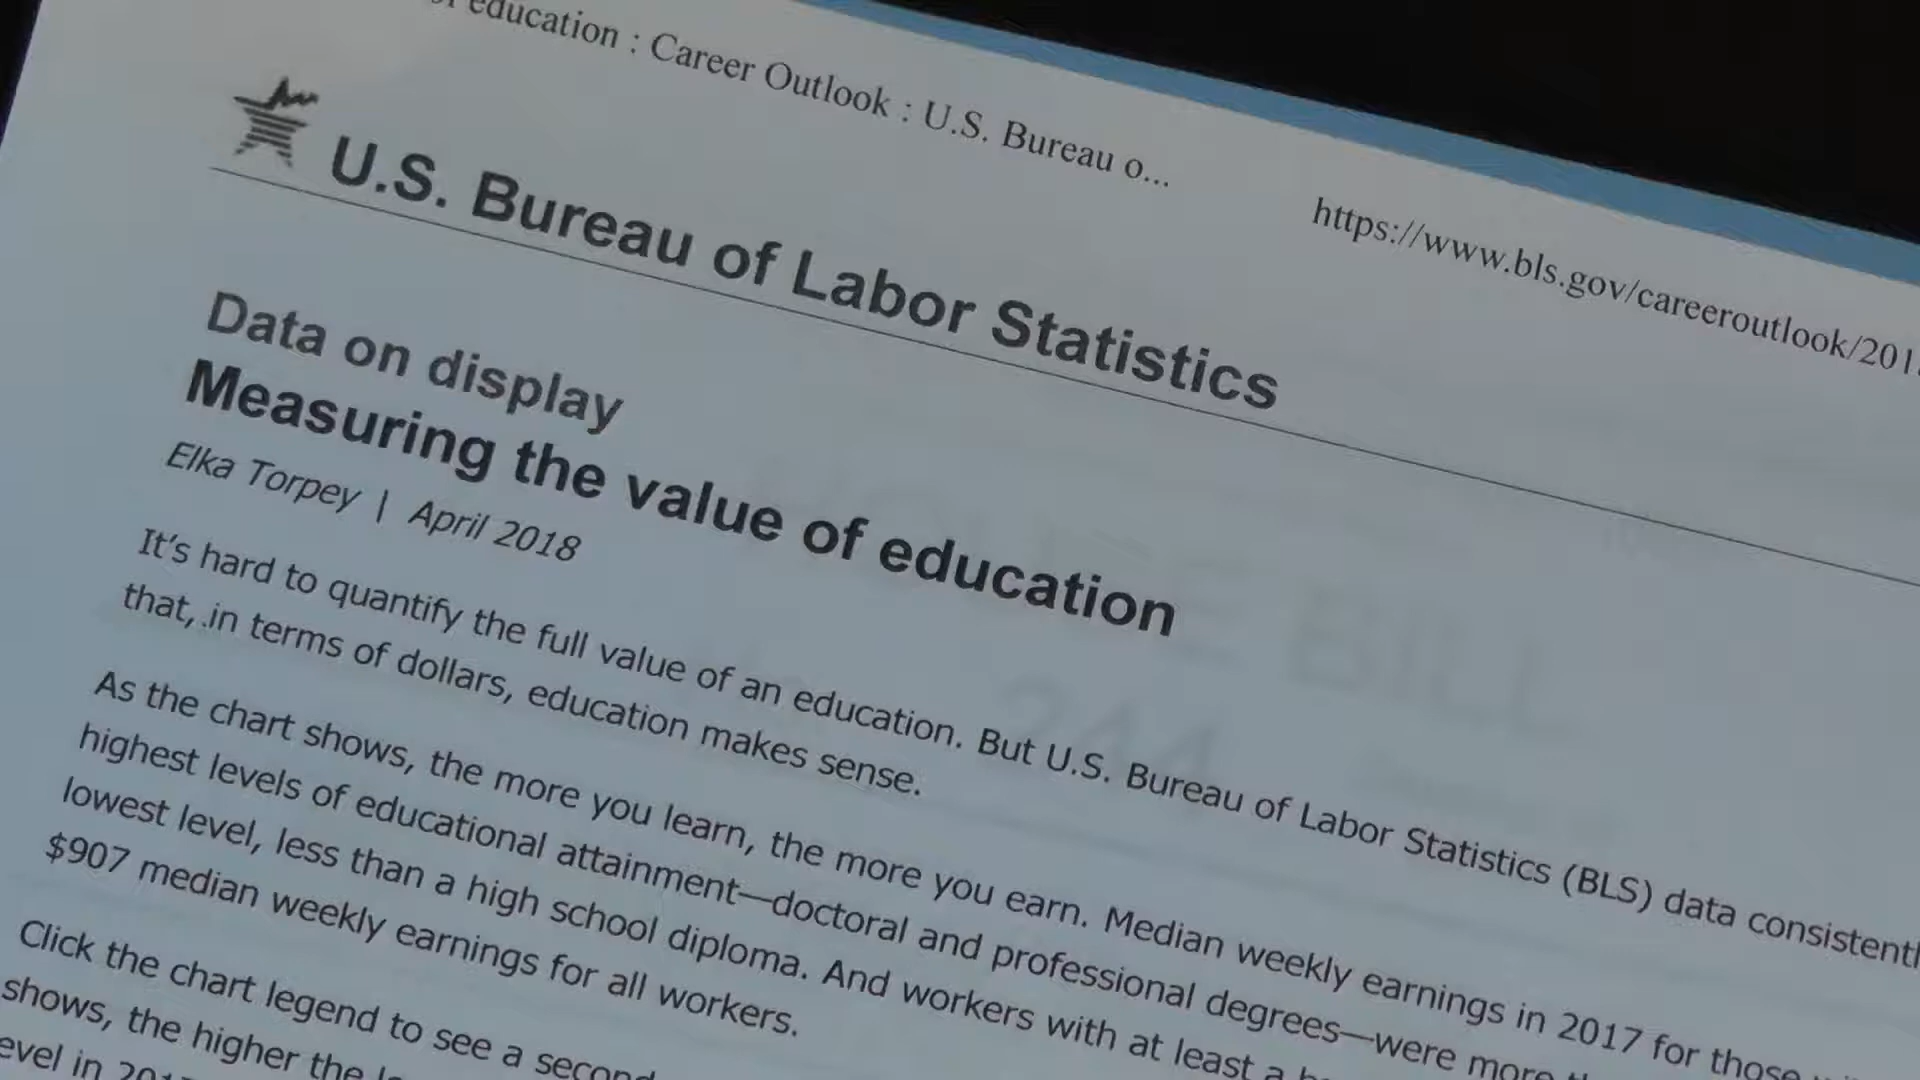 education : Career Outlook : U.S. Bureau o...
https://www.bls.gov/careeroutlook/201
U.S. Bureau of Labor Statistics
Data on display
Measuring the value of education
Elka Torpey | April 2018
It's hard to quantify the full value of an education. But U.S. Bureau of Labor Statistics (BLS) data
that, in terms of dollars, education makes sense.
As the chart shows, the more you learn, the more you earn. Median weekly earnings in 2017 for those
highest levels of educational attainment—doctoral and professional degrees—were more
lowest level, less than a high school diploma. And workers with at least a
$907 median weekly earnings for all workers.
Click the chart legend to see a
shows, the higher the
in
HOUSE BILL
244